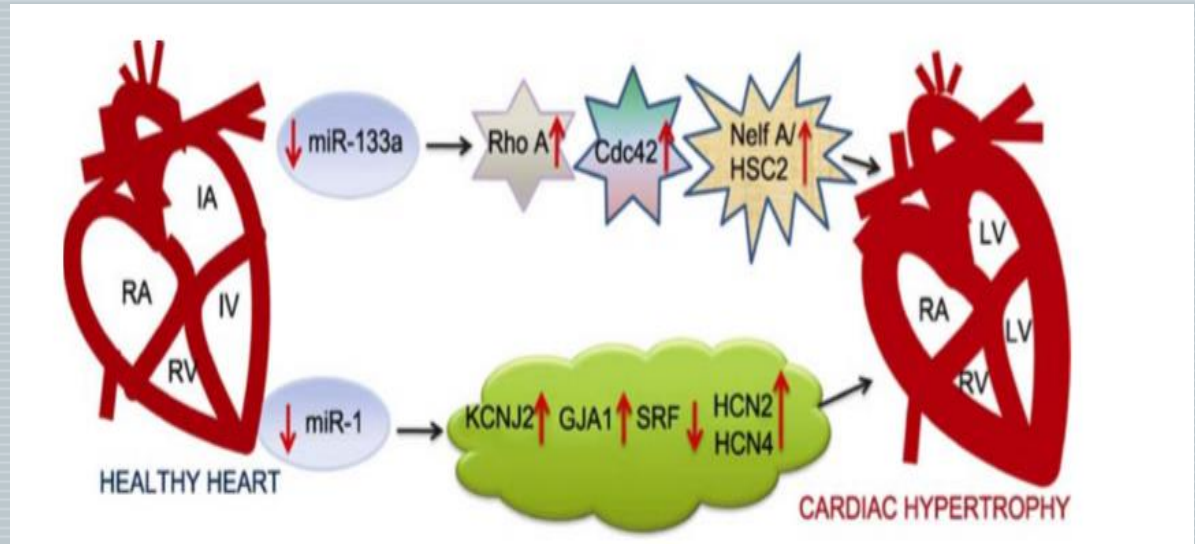 miR-133a
Rho A
Cdc42
Nelf A/
HSC2
IA
RA
IV
RV
LV
RA
LV
RV
miR-1
KCNJ2 GJA1 SRF HCN2
HCN4
HEALTHY HEART
CARDIAC HYPERTROPHY